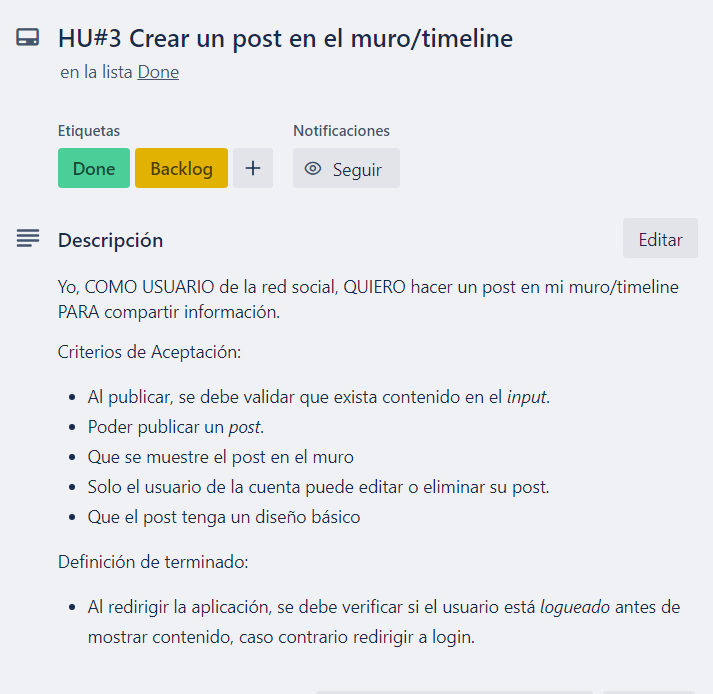 HU#3 Crear un post en el muro/timeline
en la lista Done
Etiquetas
Notificaciones
Done
Backlog
+
Seguir
Descripción
Editar
Yo, COMO USUARIO de la red social, QUIERO hacer un post en mi muro/timeline
PARA compartir información.
Criterios de Aceptación:
• Al publicar, se debe validar que exista contenido en el input.
• Poder publicar un post.
• Que se muestre el post en el muro
• Solo el usuario de la cuenta puede editar o eliminar su post.
• Que el post tenga un diseño básico
Definición de terminado:
• Al redirigir la aplicación, se debe verificar si el usuario está logueado antes de
mostrar contenido, caso contrario redirigir a login.